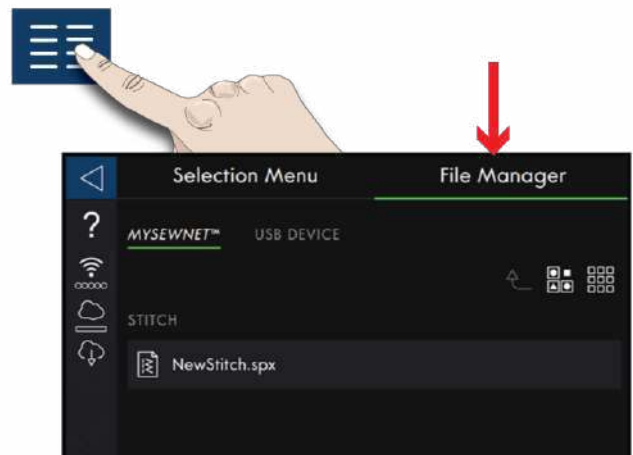 Selection Menu File Manager
?
MYSEWNET™ USB DEVICE
STITCH
NewStitch.spx